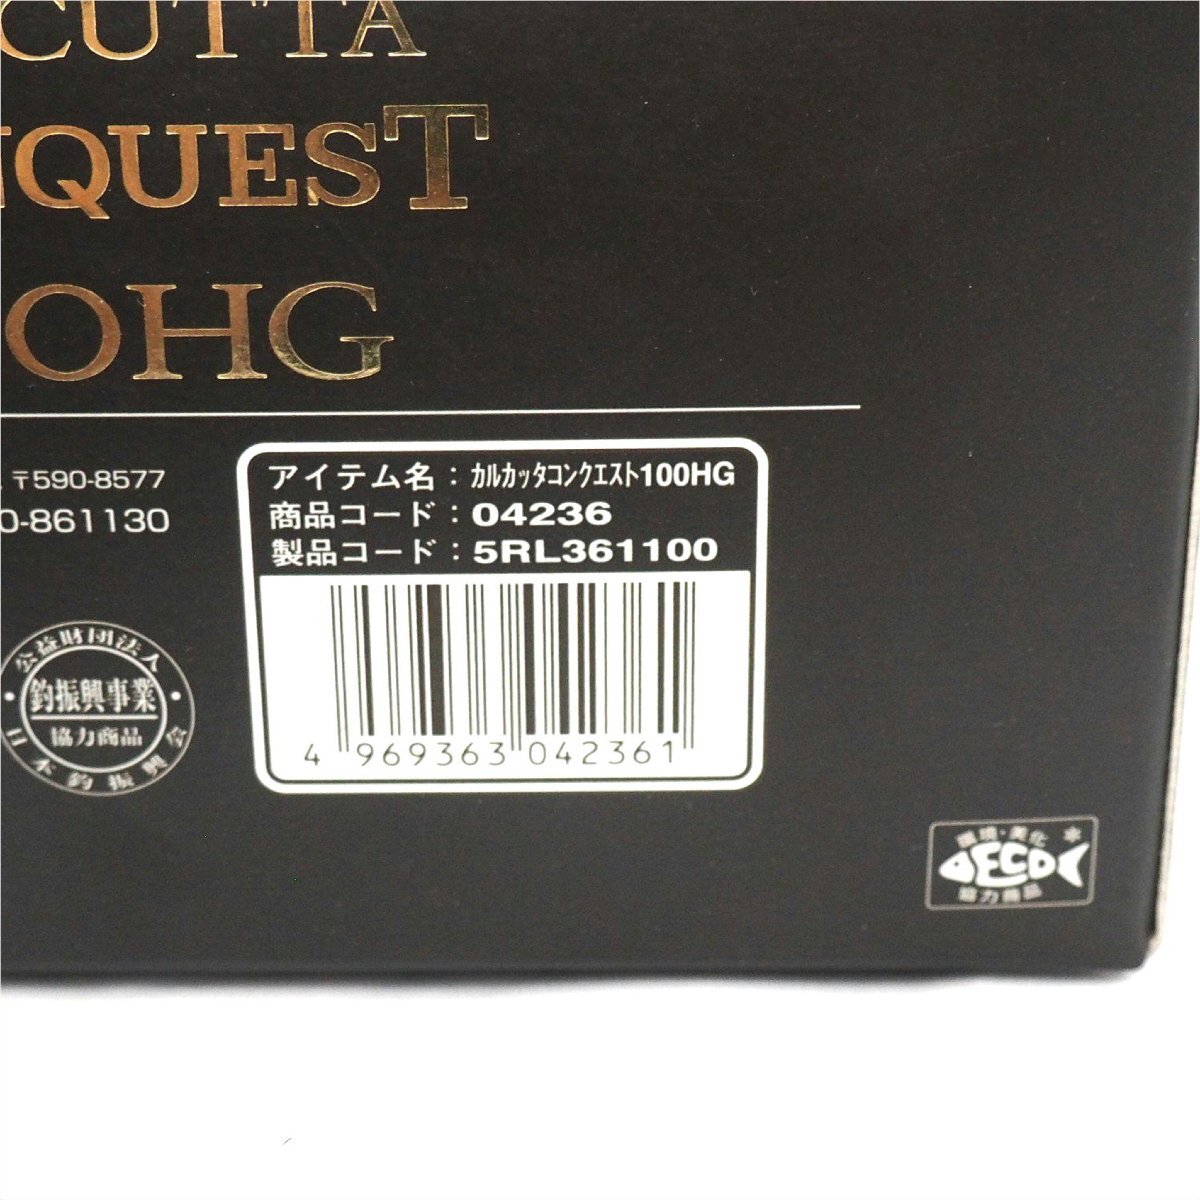 CUTTA
NQUEST
0HG
〒590-8577
0-861130
アイテム名：カルカッタコンクエスト100HG
商品コード：04236
製品コード：5RL361100
4 969363 042361
公益財団法人
釣振興事業
協力商品
日本釣振興会
環境・美化
ECO
協力商品